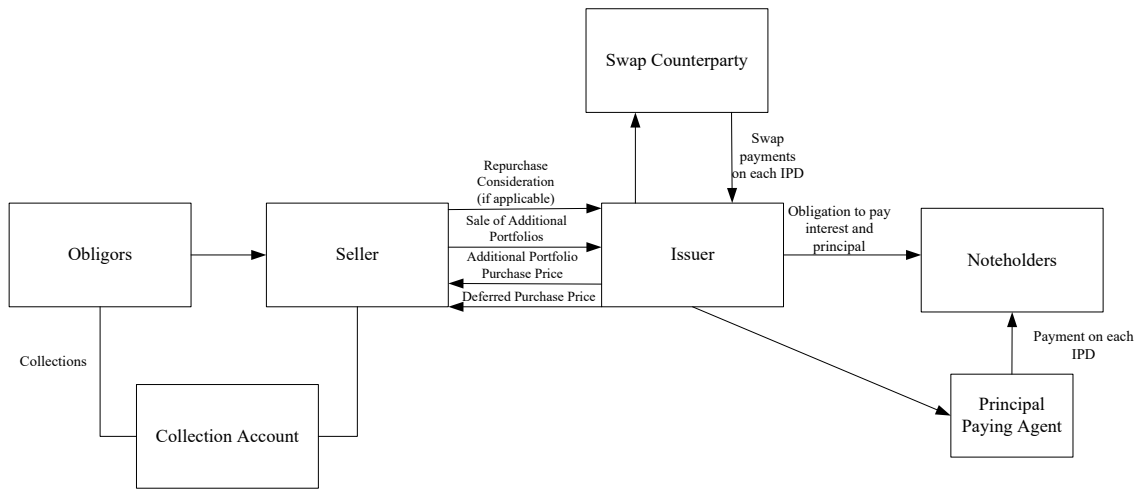 Swap Counterparty
Swap
payments
on each IPD
Repurchase
Consideration
(if applicable)
Sale of Additional
Portfolios
Additional Portfolio
Purchase Price
Deferred Purchase Price
Obligors
Seller
Issuer
Obligation to pay
interest and
principal
Noteholders
Collections
Collection Account
Payment on each
IPD
Principal
Paying Agent